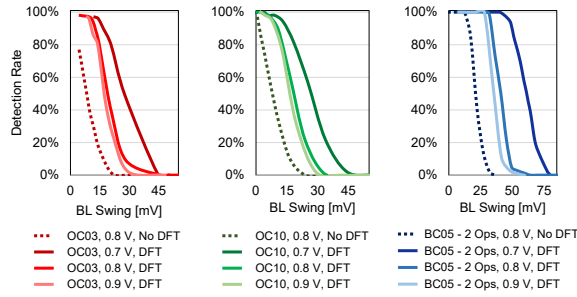 100% 100% 100%
80% 80% 80%
60% 60% 60%
40% 40% 40%
20% 20% 20%
0% 0% 0%
Detection Rate
0 15 30 45 0 15 30 45 0 25 50 75
BL Swing [mV] BL Swing [mV] BL Swing [mV]
OC03, 0.8 V, No DFT OC10, 0.8 V, No DFT BC05 - 2 Ops, 0.8 V, No DFT
OC03, 0.7 V, DFT OC10, 0.7 V, DFT BC05 - 2 Ops, 0.7 V, DFT
OC03, 0.8 V, DFT OC10, 0.8 V, DFT BC05 - 2 Ops, 0.8 V, DFT
OC03, 0.9 V, DFT OC10, 0.9 V, DFT BC05 - 2 Ops, 0.9 V, DFT